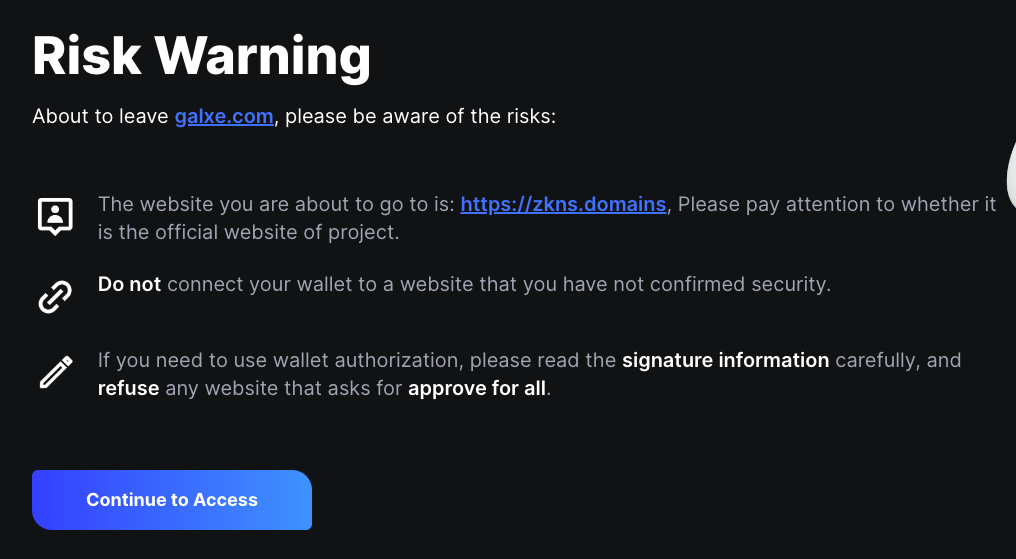 Risk Warning
About to leave galxe.com, please be aware of the risks:
The website you are about to go to is: https://zkns.domains, Please pay attention to whether it
is the official website of project.
Do not connect your wallet to a website that you have not confirmed security.
If you need to use wallet authorization, please read the signature information carefully, and
refuse any website that asks for approve for all.
Continue to Access